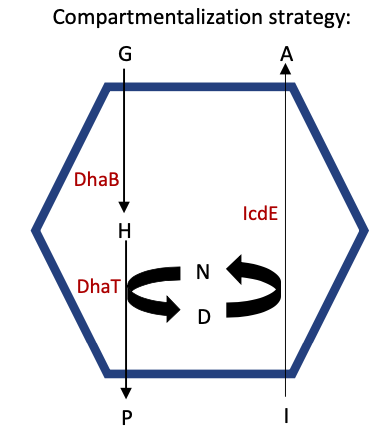 Compartmentalization strategy:
G A
DhaB
IcdE
H
DhaT
N
D
P I